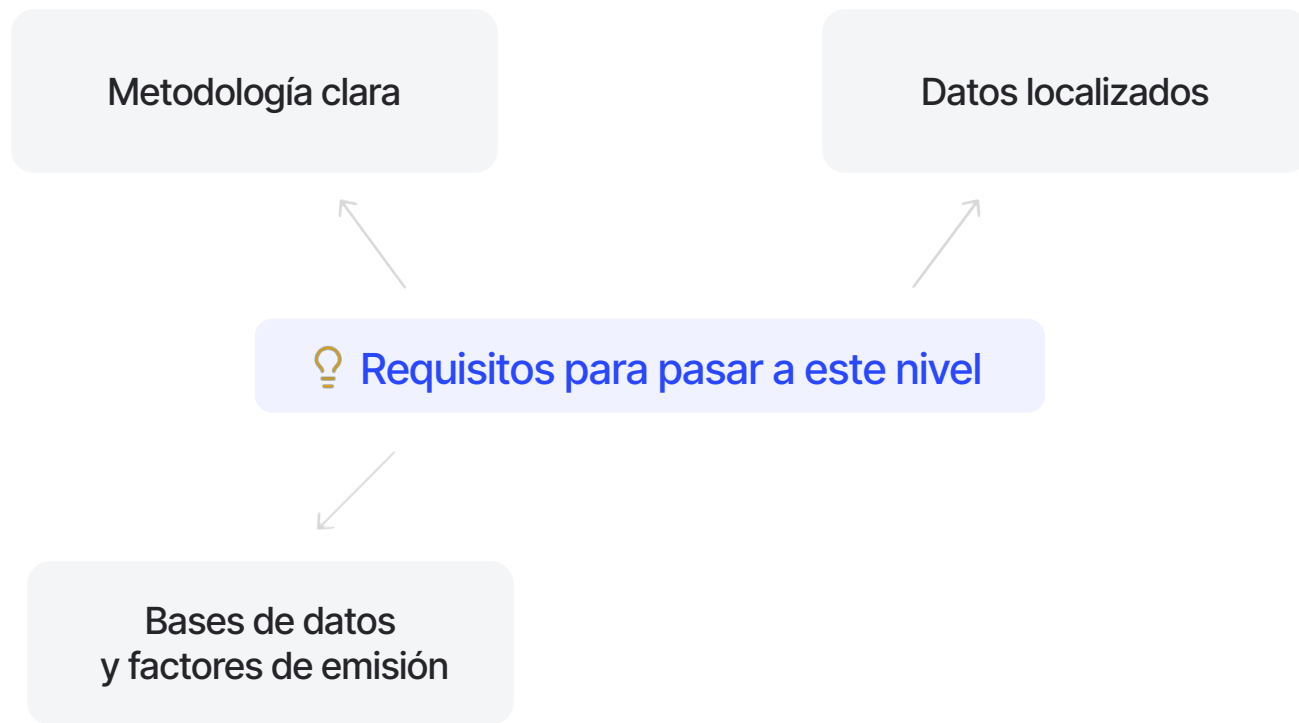 Metodología clara
Datos localizados
Requisitos para pasar a este nivel
Bases de datos
y factores de emisión